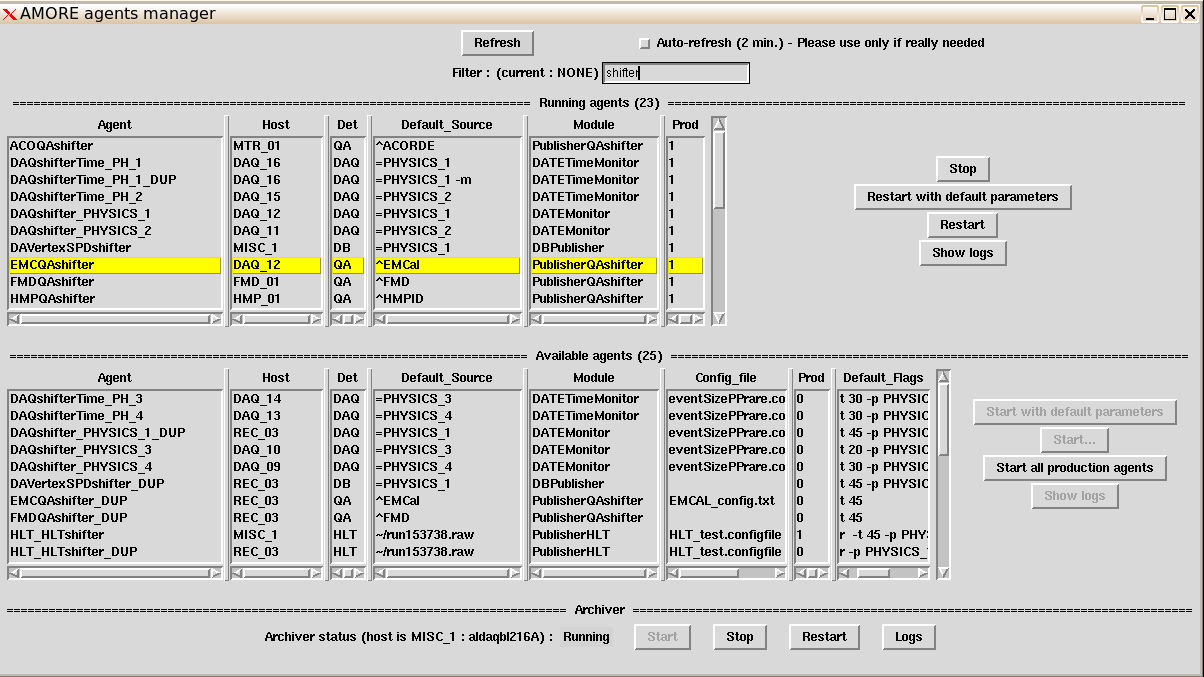 AMORE agents manager
Refresh Auto-refresh (2 min.) - Please use only if really needed
Filter : (current : NONE) shifter
Running agents (23)
Agent Host Det Default_Source Module Prod
ACOQAshifter MTR_01 QA ^ACORDE PublisherQAshifter 1
DAQshifterTime_PH_1 DAQ_16 DAQ =PHYSICS_1 DATETimeMonitor 1
DAQshifterTime_PH_1_DUP DAQ_16 DAQ =PHYSICS_1 -m DATETimeMonitor 1
DAQshifterTime_PH_2 DAQ_15 DAQ =PHYSICS_2 DATETimeMonitor 1
DAQshifter_PHYSICS_1 DAQ_12 DAQ =PHYSICS_1 DATEMonitor 1
DAQshifter_PHYSICS_2 DAQ_11 DAQ =PHYSICS_2 DATEMonitor 1
DAVertexSPDshifter MISC_1 DB =PHYSICS_1 DBPublisher 1
EMCQAshifter DAQ_12 QA ^EMCal PublisherQAshifter 1
FMDQAshifter FMD_01 QA ^FMD PublisherQAshifter 1
HMPQAshifter HMP_01 QA ^HMPID PublisherQAshifter 1
Stop
Restart with default parameters
Restart
Show logs
Available agents (25)
Agent Host Det Default_Source Module Config_file Prod Default_Flags
DAQshifterTime_PH_3 DAQ_14 DAQ =PHYSICS_3 DATETimeMonitor eventSizePPrare.co 0 t 30 -p PHYSIC
DAQshifterTime_PH_4 DAQ_13 DAQ =PHYSICS_4 DATETimeMonitor eventSizePPrare.co 0 t 30 -p PHYSIC
DAQshifter_PHYSICS_1_DUP REC_03 DAQ =PHYSICS_1 DATEMonitor eventSizePPrare.co 0 t 45 -p PHYSIC
DAQshifter_PHYSICS_3 DAQ_10 DAQ =PHYSICS_3 DATEMonitor eventSizePPrare.co 0 t 20 -p PHYSIC
DAQshifter_PHYSICS_4 DAQ_09 DAQ =PHYSICS_4 DATEMonitor eventSizePPrare.co 0 t 30 -p PHYSIC
DAVertexSPDshifter_DUP REC_03 DB =PHYSICS_1 DBPublisher 0 t 45 -p PHYSIC
EMCQAshifter_DUP REC_03 QA ^EMCal PublisherQAshifter EMCAL_config.txt 0 t 45
FMDQAshifter_DUP REC_03 QA ^FMD PublisherQAshifter 0 t 45
HLT_HLTshifter MISC_1 HLT ~/run153738.raw PublisherHLT HLT_test.configfile 1 r -t 45 -p PHY
HLT_HLTshifter_DUP REC_03 HLT ~/run153738.raw PublisherHLT HLT_test.configfile 0 r -p PHYSICS_
Start with default parameters
Start...
Start all production agents
Show logs
Archiver
Archiver status (host is MISC_1 : aldaqbl216A) : Running Start Stop Restart Logs